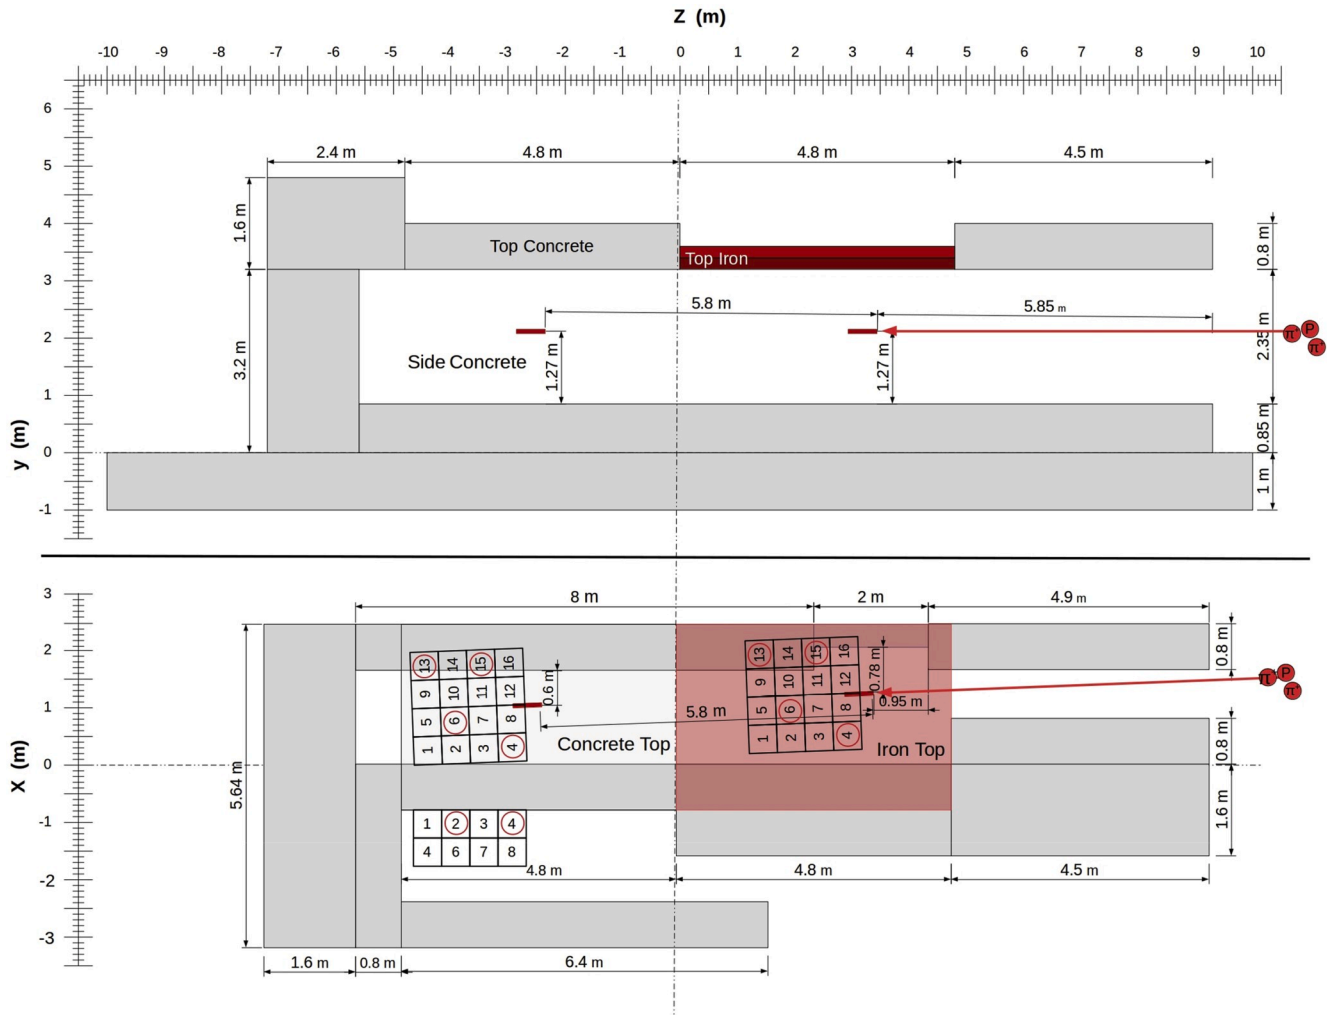 Z (m)
-10 -9 -8 -7 -6 -5 -4 -3 -2 -1 0 1 2 3 4 5 6 7 8 9 10
6
5
4
3
2
1
0
-1
y (m)
2.4 m 4.8 m 4.8 m 4.5 m
1.6 m
Top Concrete
Top Iron
0.8 m
5.8 m 5.85 m
3.2 m
Side Concrete
1.27 m
1.27 m
2.35 m
π⁺ P
π⁺
0.85 m
1 m
3
2
1
0
-1
-2
-3
X (m)
8 m 2 m 4.9 m
13 14 15 16
9 10 11 12
5 6 7 8
1 2 3 4
0.6 m
13 14 15 16
9 10 11 12
5 6 7 8
1 2 3 4
0.78 m
0.95 m
5.8 m
0.8 m
π⁺ P
π⁺
Concrete Top
Iron Top
0.8 m
5.64 m
1.6 m
1 2 3 4
4 6 7 8
4.8 m 4.8 m 4.5 m
1.6 m 0.8 m 6.4 m